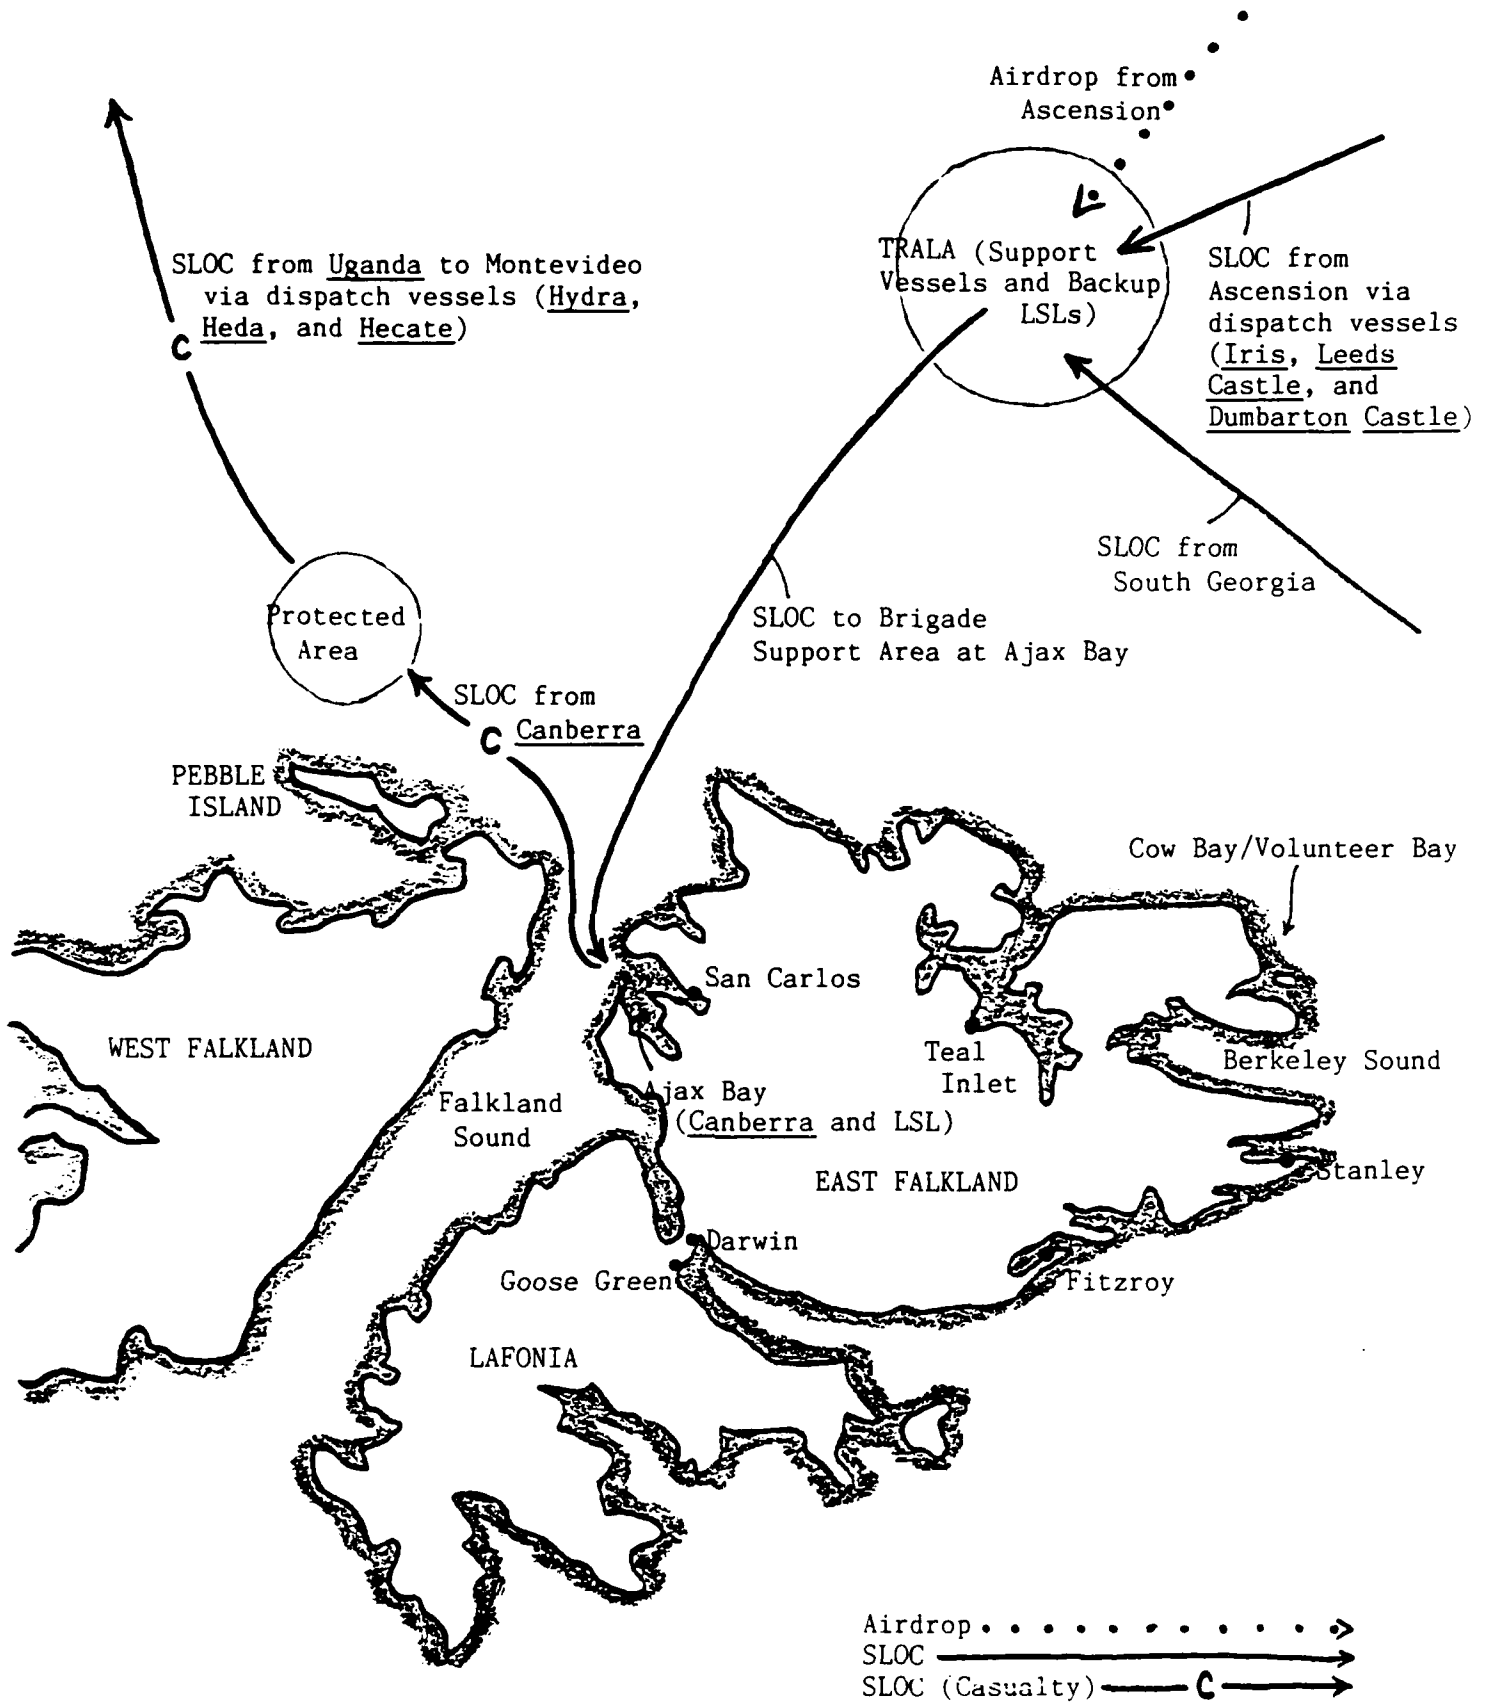 Airdrop from
Ascension
SLOC from Uganda to Montevideo
via dispatch vessels (Hydra,
Heda, and Hecate)
C
TRALA (Support
Vessels and Backup
LSLs)
SLOC from
Ascension via
dispatch vessels
(Iris, Leeds
Castle, and
Dumbarton Castle)
SLOC from
South Georgia
Protected
Area
SLOC to Brigade
Support Area at Ajax Bay
SLOC from
C Canberra
PEBBLE
ISLAND
Cow Bay/Volunteer Bay
San Carlos
WEST FALKLAND
Teal
Inlet
Berkeley Sound
Falkland
Sound
Ajax Bay
(Canberra and LSL)
EAST FALKLAND
Stanley
Darwin
Goose Green
Fitzroy
LAFONIA
Airdrop
SLOC
SLOC (Casualty) C